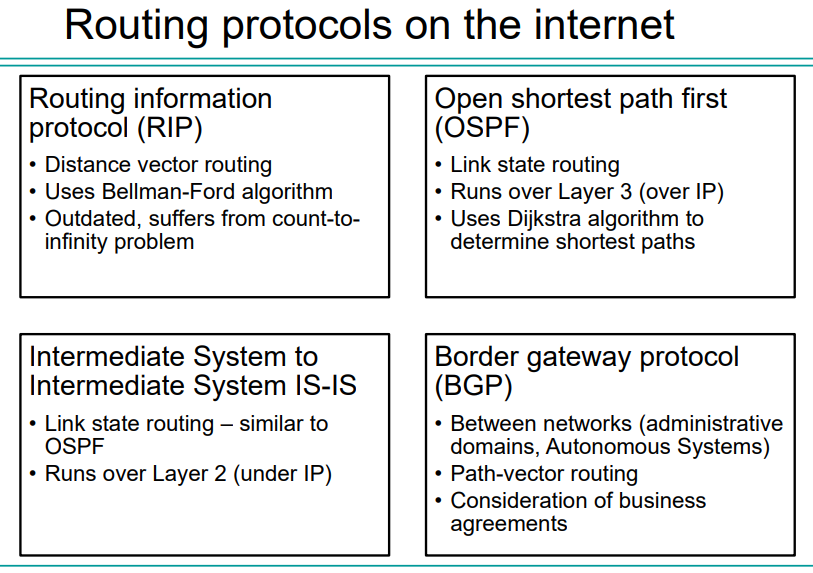 Routing protocols on the internet
Routing information
protocol (RIP)
• Distance vector routing
• Uses Bellman-Ford algorithm
• Outdated, suffers from count-to-
infinity problem
Open shortest path first
(OSPF)
• Link state routing
• Runs over Layer 3 (over IP)
• Uses Dijkstra algorithm to
determine shortest paths
Intermediate System to
Intermediate System IS-IS
• Link state routing – similar to
OSPF
• Runs over Layer 2 (under IP)
Border gateway protocol
(BGP)
• Between networks (administrative
domains, Autonomous Systems)
• Path-vector routing
• Consideration of business
agreements